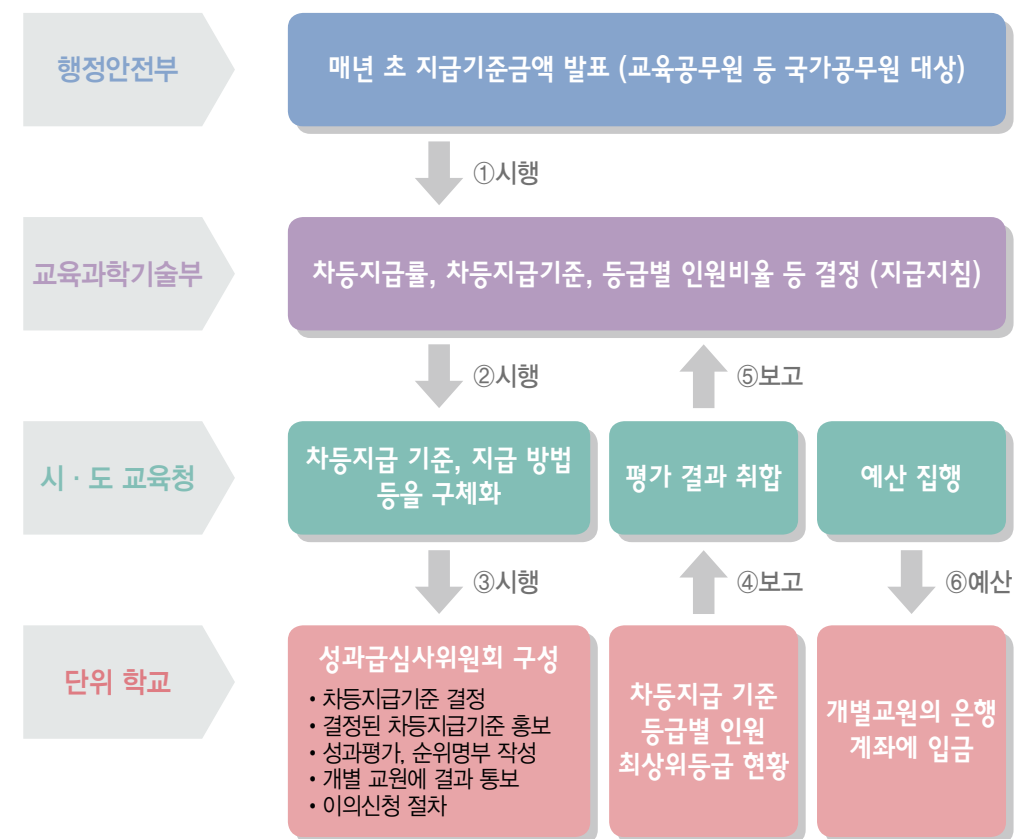 행정안전부
매년 초 지급기준금액 발표 (교육공무원 등 국가공무원 대상)
①시행
교육과학기술부
차등지급률, 차등지급기준, 등급별 인원비율 등 결정 (지급지침)
②시행
⑤보고
시 · 도 교육청
차등지급 기준, 지급 방법
등을 구체화
평가 결과 취합
예산 집행
③시행
④보고
⑥예산
단위 학교
성과급심사위원회 구성
• 차등지급기준 결정
• 결정된 차등지급기준 홍보
• 성과평가, 순위명부 작성
• 개별 교원에 결과 통보
• 이의신청 절차
차등지급 기준
등급별 인원
최상위등급 현황
개별교원의 은행
계좌에 입금